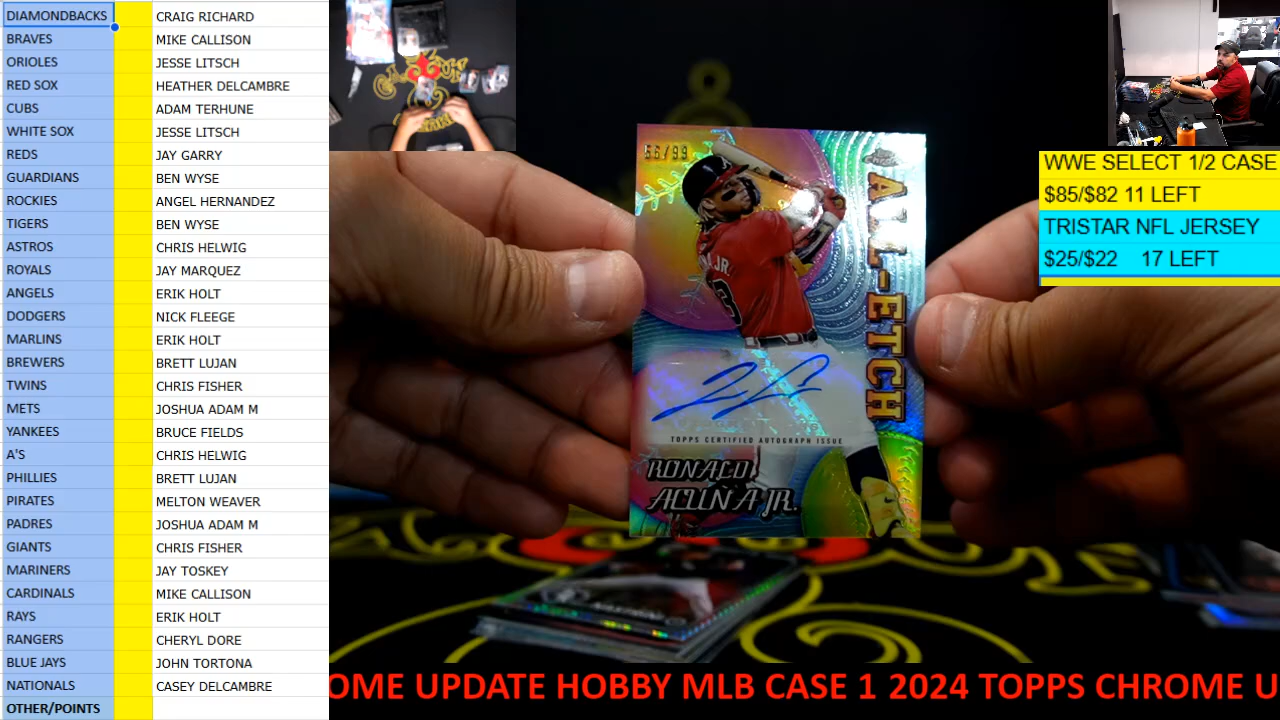 DIAMONDBACKS CRAIG RICHARD
BRAVES MIKE CALLISON
ORIOLES JESSE LITSCH
RED SOX HEATHER DELCAMBRE
CUBS ADAM TERHUNE
WHITE SOX JESSE LITSCH
REDS JAY GARRY
GUARDIANS BEN WYSE
ROCKIES ANGEL HERNANDEZ
TIGERS BEN WYSE
ASTROS CHRIS HELWIG
ROYALS JAY MARQUEZ
ANGELS ERIK HOLT
DODGERS NICK FLEEGE
MARLINS ERIK HOLT
BREWERS BRETT LUJAN
TWINS CHRIS FISHER
METS JOSHUA ADAM M
YANKEES BRUCE FIELDS
A'S CHRIS HELWIG
PHILLIES BRETT LUJAN
PIRATES MELTON WEAVER
PADRES JOSHUA ADAM M
GIANTS CHRIS FISHER
MARINERS JAY TOSKEY
CARDINALS MIKE CALLISON
RAYS ERIK HOLT
RANGERS CHERYL DORE
BLUE JAYS JOHN TORTONA
NATIONALS CASEY DELCAMBRE
OTHER/POINTS
56/99
ALL-ETCH
TOPPS CERTIFIED AUTOGRAPH ISSUE
RONALD
ACUÑA JR.
WWE SELECT 1/2 CASE
$85/$82 11 LEFT
TRISTAR NFL JERSEY
$25/$22 17 LEFT
OME UPDATE HOBBY MLB CASE 1 2024 TOPPS CHROME U